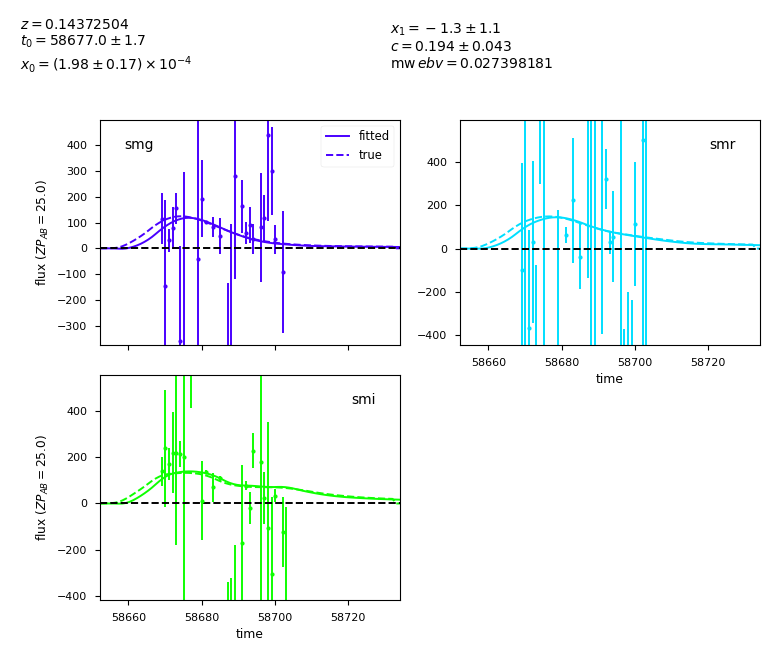 z = 0.14372504
t₀ = 58677.0 ± 1.7
x₀ = (1.98 ± 0.17) × 10⁻⁴
x₁ = −1.3 ± 1.1
c = 0.194 ± 0.043
mw ebv = 0.027398181
smg
fitted
true
400
300
200
100
0
−100
−200
−300
flux (ZP_AB = 25.0)
smr
400
200
0
−200
−400
58660 58680 58700 58720
time
smi
400
200
0
−200
−400
flux (ZP_AB = 25.0)
58660 58680 58700 58720
time